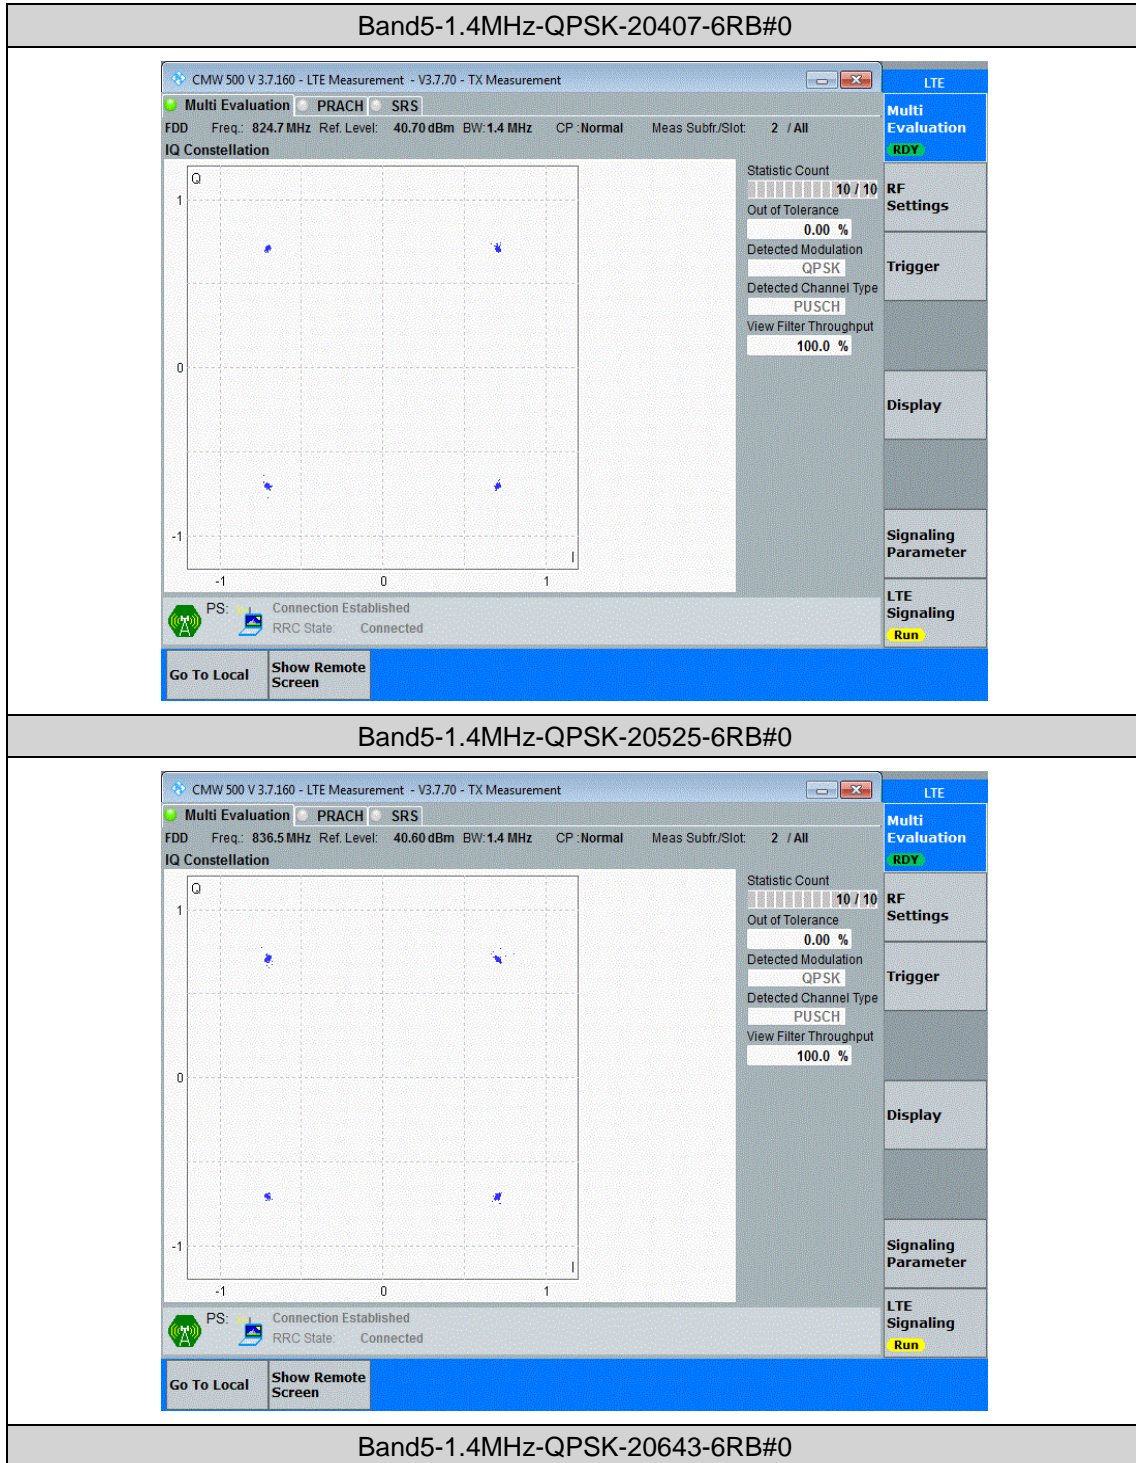 Band5-1.4MHz-QPSK-20407-6RB#0
CMW 500 V 3.7.160 - LTE Measurement - V3.7.70 - TX Measurement
LTE
Multi Evaluation PRACH SRS
Multi
Evaluation
RDY
FDD Freq.: 824.7 MHz Ref. Level: 40.70 dBm BW: 1.4 MHz CP : Normal Meas Subfr./Slot: 2 / All
IQ Constellation
Q
1
0
-1
I
-1 0 1
Statistic Count
10 / 10
Out of Tolerance
0.00 %
Detected Modulation
QPSK
Detected Channel Type
PUSCH
View Filter Throughput
100.0 %
RF
Settings
Trigger
Display
Signaling
Parameter
LTE
Signaling
Run
PS: Connection Established
RRC State: Connected
Go To Local
Show Remote
Screen
Band5-1.4MHz-QPSK-20525-6RB#0
CMW 500 V 3.7.160 - LTE Measurement - V3.7.70 - TX Measurement
LTE
Multi Evaluation PRACH SRS
Multi
Evaluation
RDY
FDD Freq.: 836.5 MHz Ref. Level: 40.60 dBm BW: 1.4 MHz CP : Normal Meas Subfr./Slot: 2 / All
IQ Constellation
Q
1
0
-1
I
-1 0 1
Statistic Count
10 / 10
Out of Tolerance
0.00 %
Detected Modulation
QPSK
Detected Channel Type
PUSCH
View Filter Throughput
100.0 %
RF
Settings
Trigger
Display
Signaling
Parameter
LTE
Signaling
Run
PS: Connection Established
RRC State: Connected
Go To Local
Show Remote
Screen
Band5-1.4MHz-QPSK-20643-6RB#0